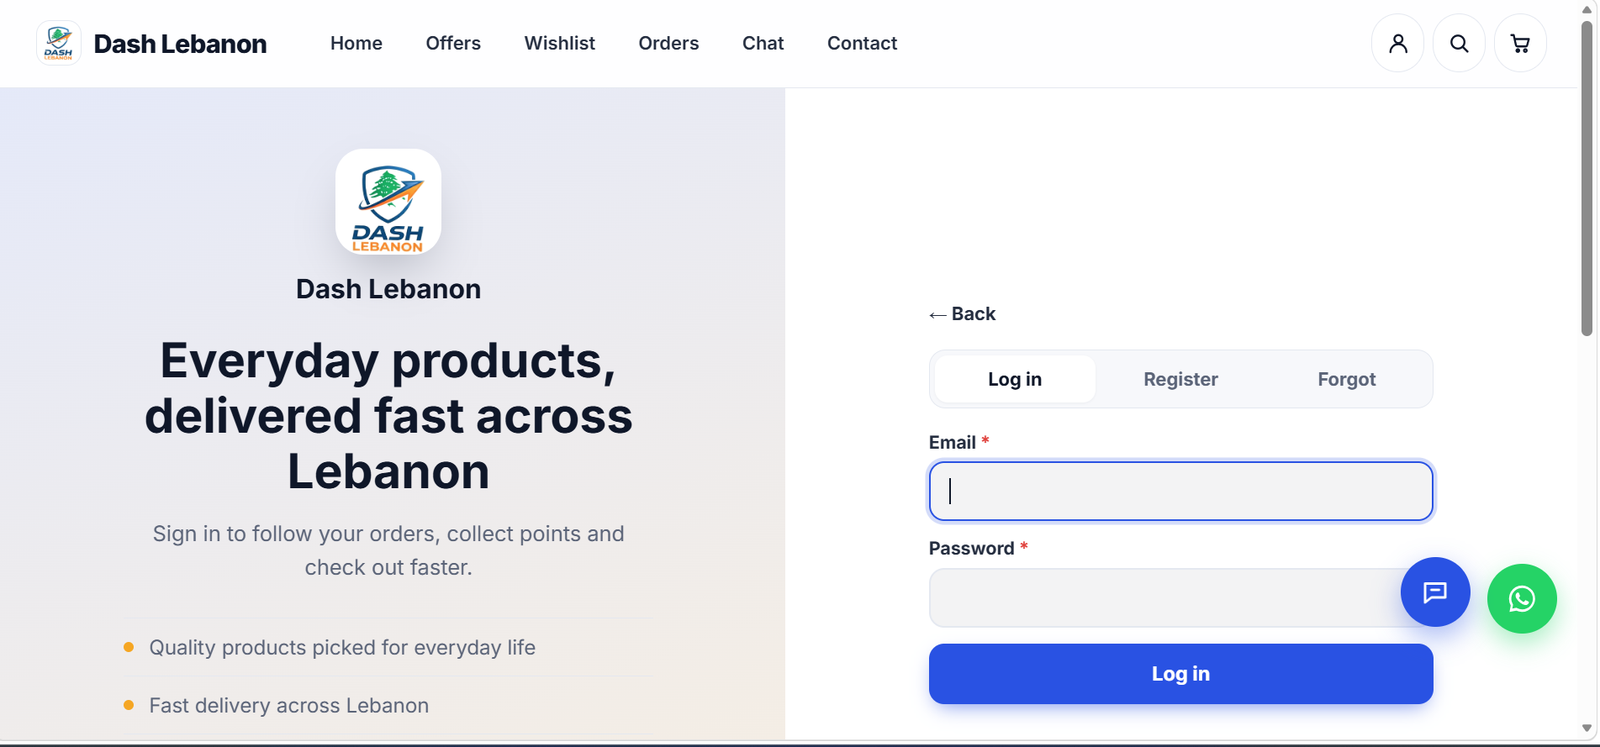 DASH
LEBANON
Dash Lebanon
Home
Offers
Wishlist
Orders
Chat
Contact
DASH
LEBANON
Dash Lebanon
Everyday products,
delivered fast across
Lebanon
Sign in to follow your orders, collect points and
check out faster.
Quality products picked for everyday life
Fast delivery across Lebanon
← Back
Log in
Register
Forgot
Email *
Password *
Log in